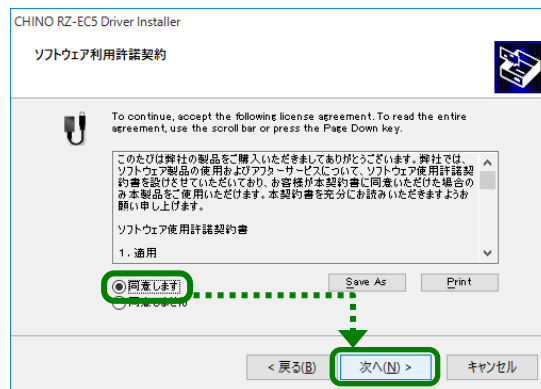 CHINO RZ-EC5 Driver Installer
ソフトウェア利用許諾契約
To continue, accept the following license agreement. To read the entire
agreement, use the scroll bar or press the Page Down key.
このたびは弊社の製品をご購入いただきましてありがとうございます。弊社では、
ソフトウェア製品の使用およびアフターサービスについて、ソフトウェア使用許諾契
約書を設けさせていただいており、お客様が本契約書に同意いただけた場合の
み本製品をご使用いただけます。本契約書を充分にお読みいただきますようお
願い申し上げます。
ソフトウェア使用許諾契約書
1. 適用
同意します
Save As
Print
< 戻る(B)
次へ(N) >
キャンセル